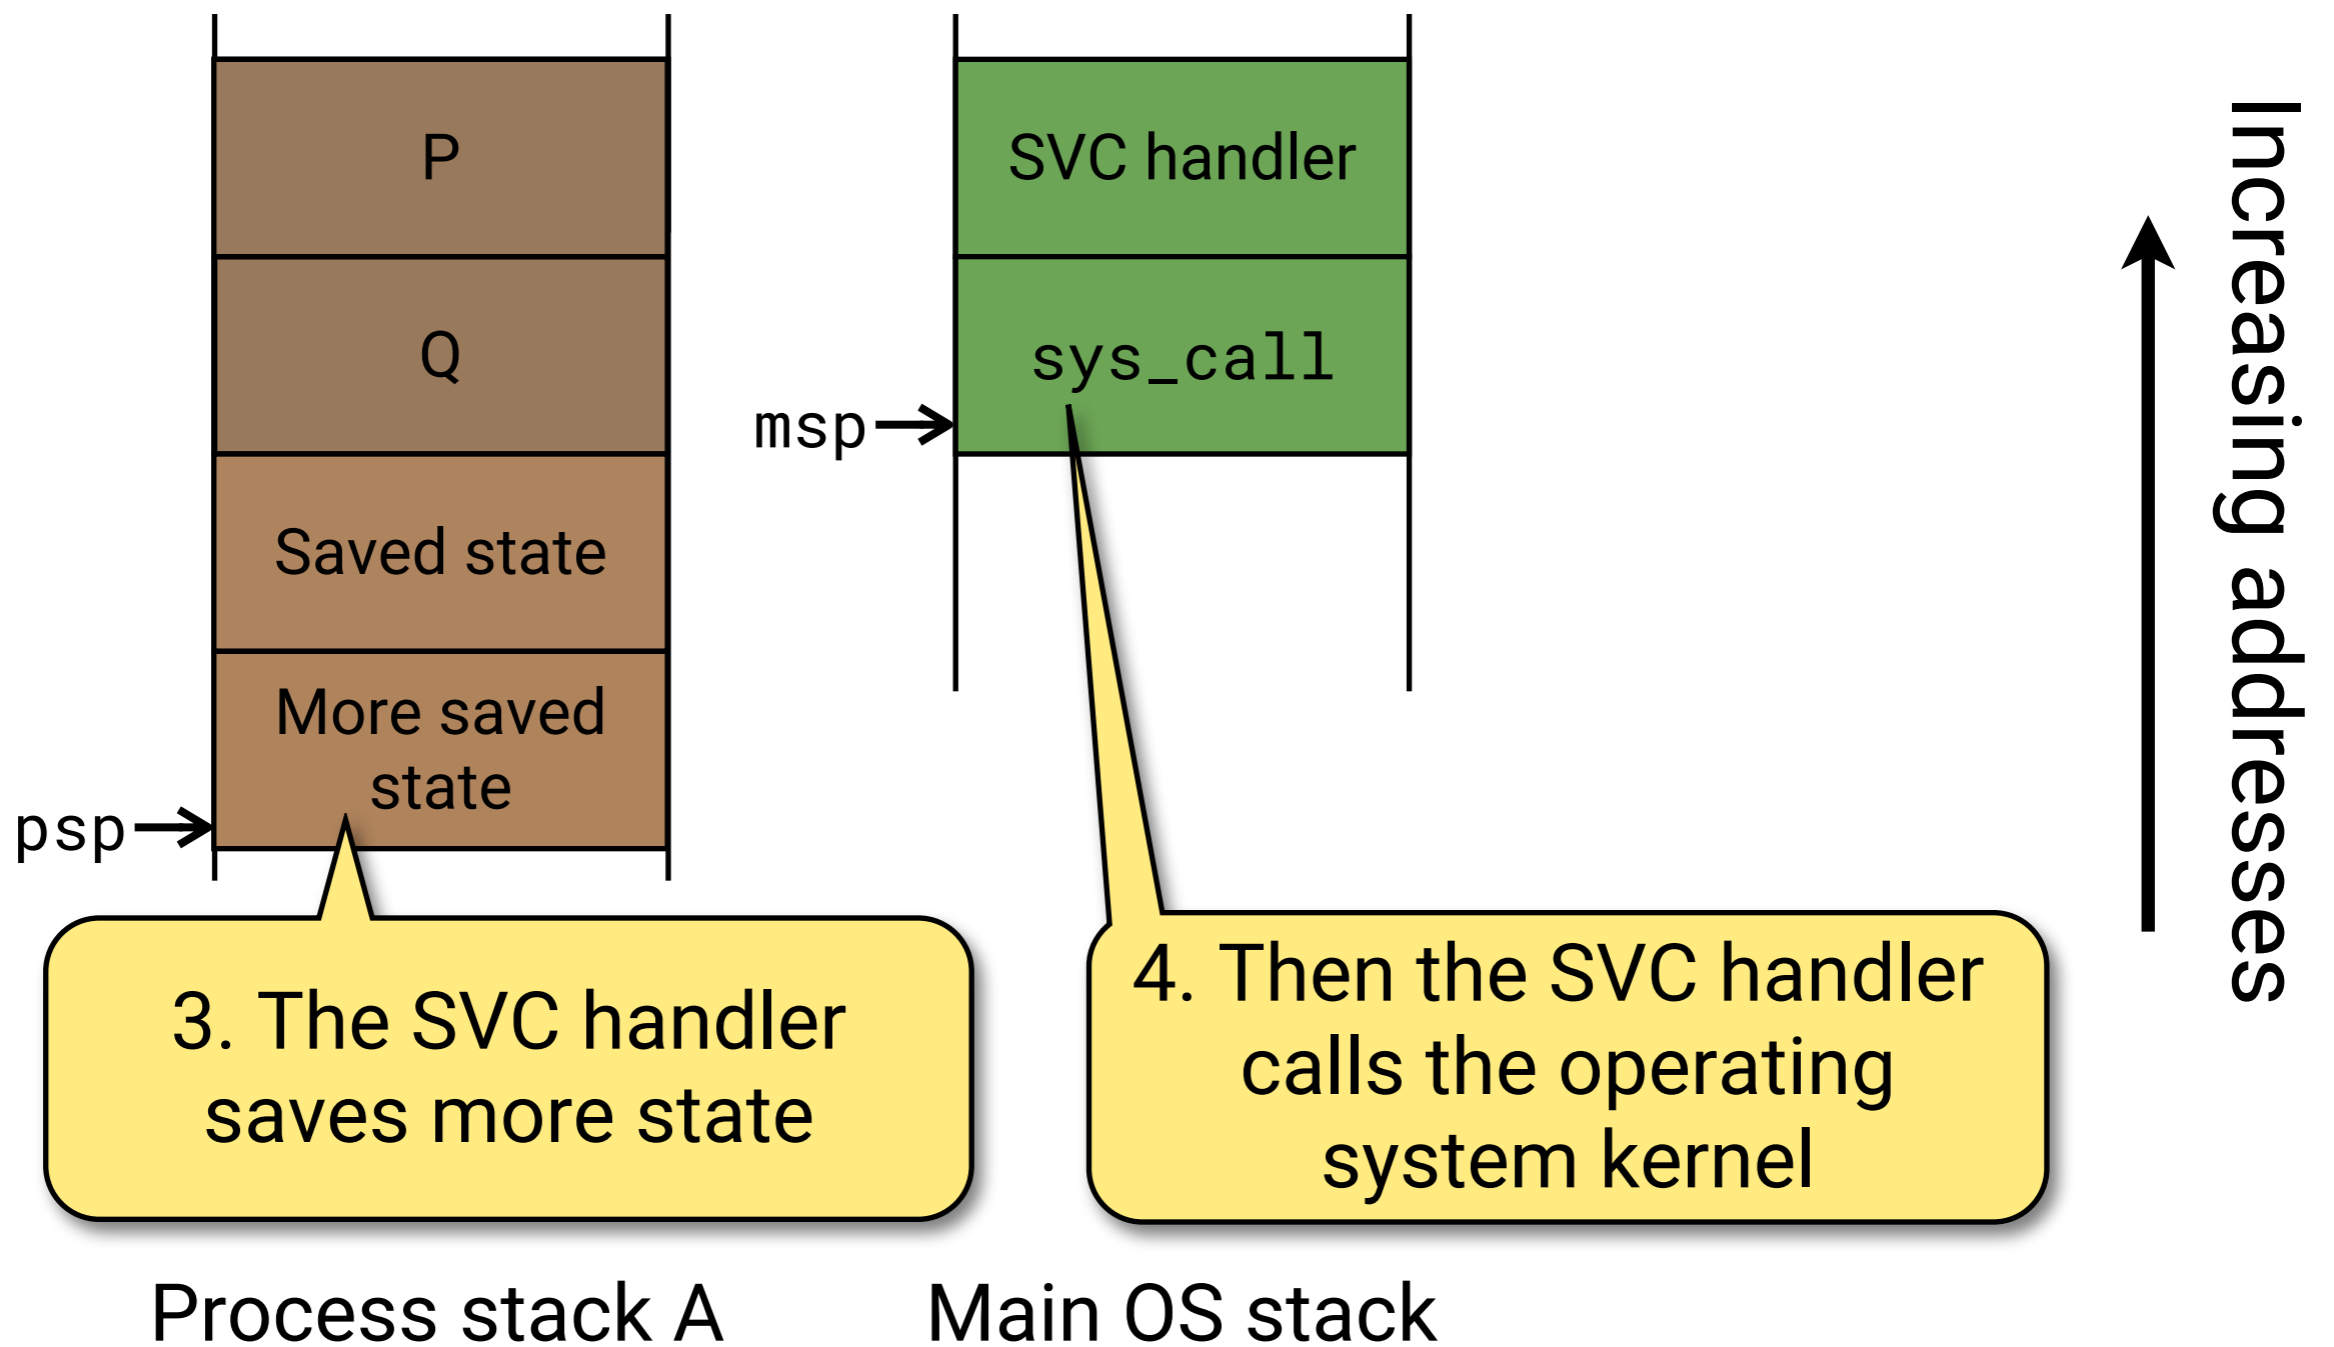 P
Q
Saved state
More saved
state
psp
SVC handler
sys_call
msp
Increasing addresses
3. The SVC handler
saves more state
4. Then the SVC handler
calls the operating
system kernel
Process stack A
Main OS stack